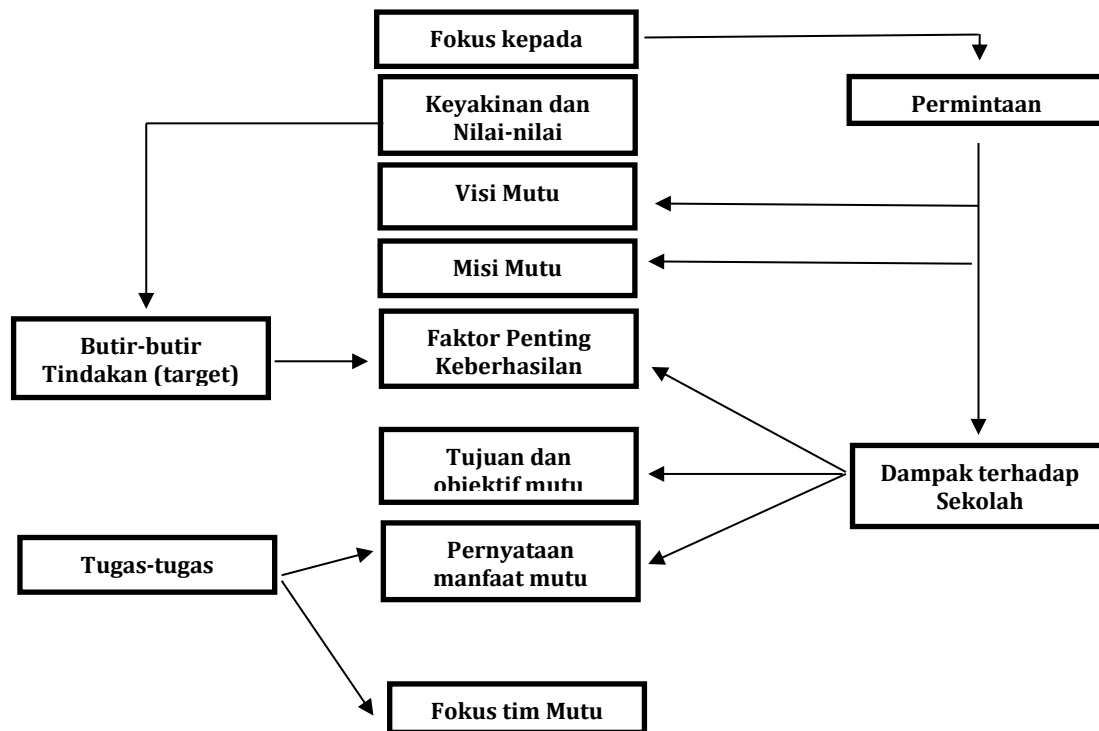 Fokus kepada
Keyakinan dan
Nilai-nilai
Permintaan
Visi Mutu
Misi Mutu
Butir-butir
Tindakan (target)
Faktor Penting
Keberhasilan
Tujuan dan
objektif mutu
Dampak terhadap
Sekolah
Tugas-tugas
Pernyataan
manfaat mutu
Fokus tim Mutu